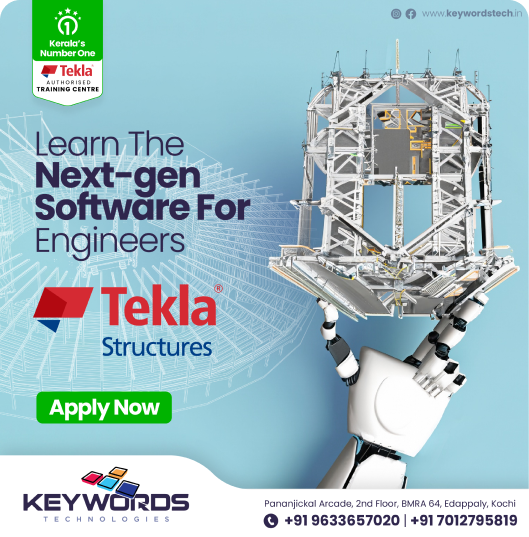 1
Kerala's
Number One
Tekla
AUTHORISED
TRAINING CENTRE
www.keywordstech.in
Learn The
Next-gen
Software For
Engineers
Tekla®
Structures
Apply Now
KEYWORDS
TECHNOLOGIES
Pananjickal Arcade, 2nd Floor, BMRA 64, Edappaly, Kochi
+91 9633657020 | +91 7012795819